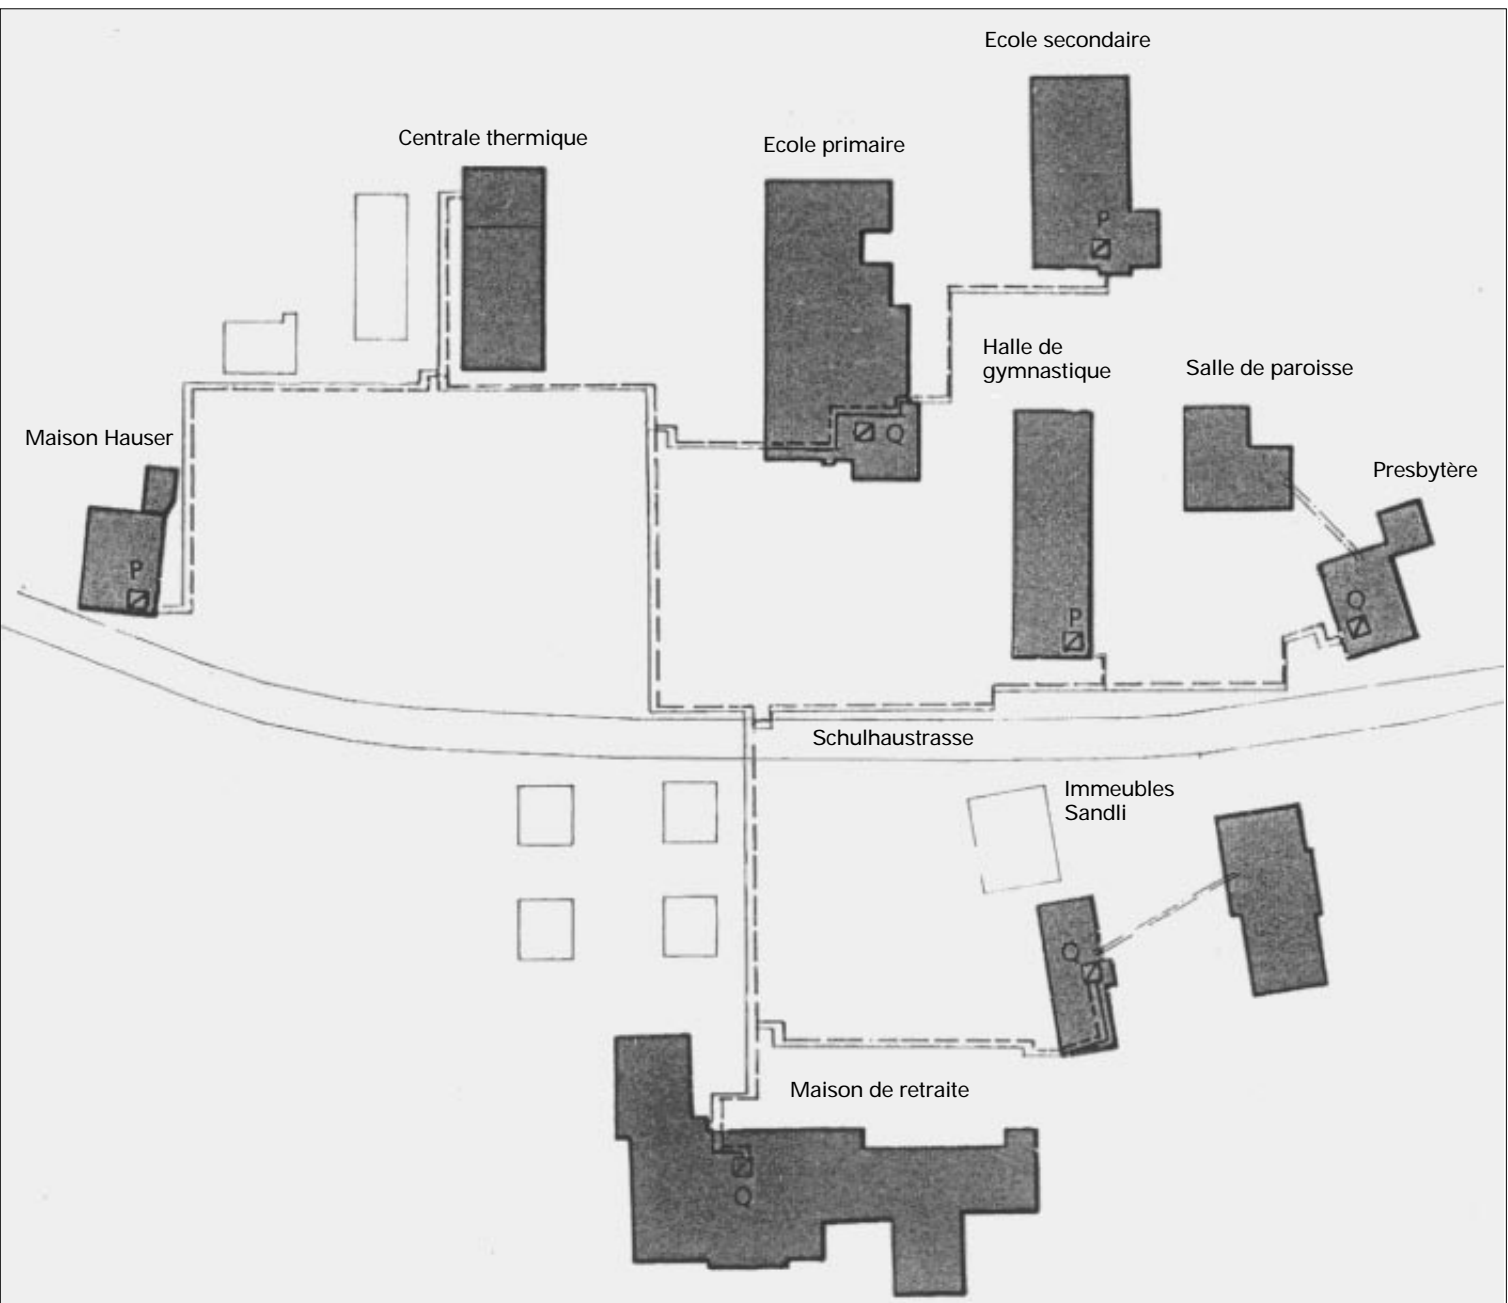 Ecole secondaire
Centrale thermique
Ecole primaire
P
Halle de
gymnastique
Salle de paroisse
Maison Hauser
Q
Presbytère
P
Q
P
Schulhaustrasse
Immeubles
Sandli
Q
Maison de retraite
Q